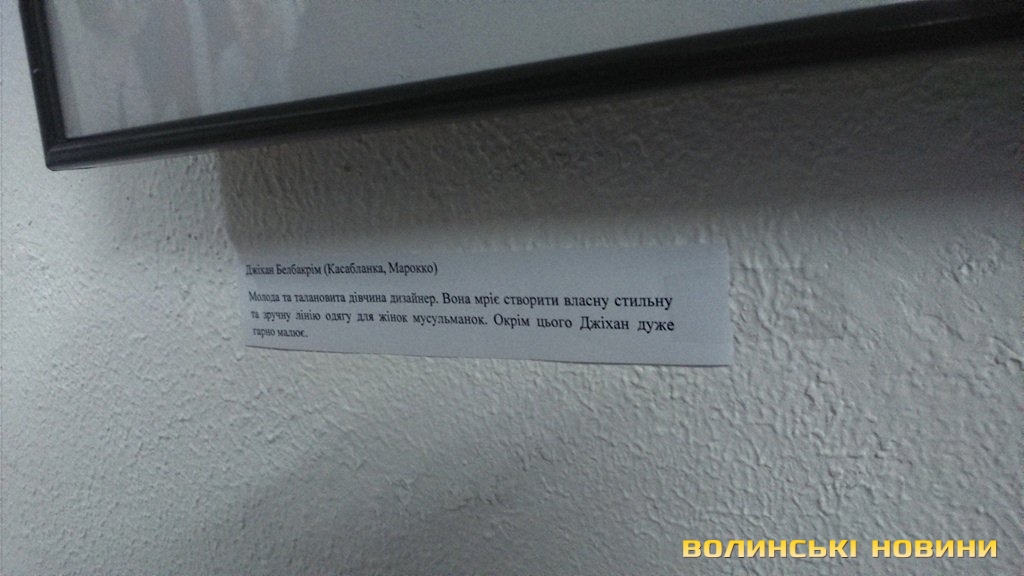 Джіхан Белбакрім (Касабланка, Марокко)
Молода та талановита дівчина дизайнер. Вона мріє створити власну стильну
та зручну лінію одягу для жінок мусульманок. Окрім цього Джіхан дуже
гарно малює.
ВОЛИНСЬКІ НОВИНИ